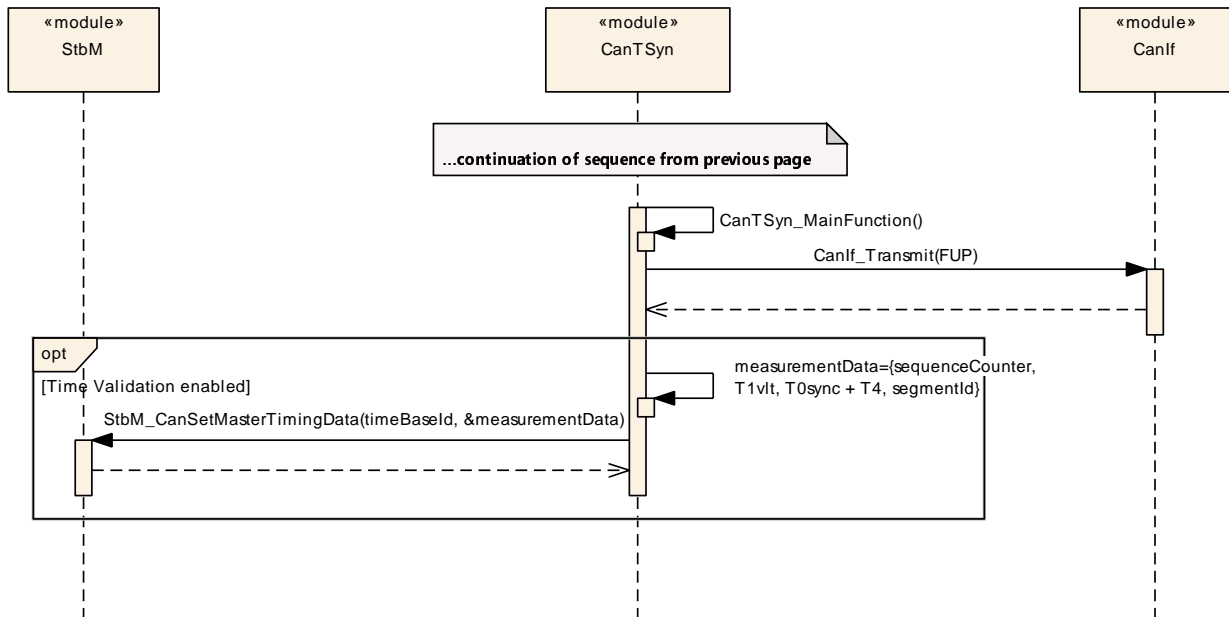 «module»
StbM
«module»
CanTSyn
«module»
CanIf
...continuation of sequence from previous page
CanTSyn_MainFunction()
CanIf_Transmit(FUP)
opt
[Time Validation enabled]
measurementData={sequenceCounter,
T1vlt, T0sync + T4, segmentId}
StbM_CanSetMasterTimingData(timeBaseId, &measurementData)